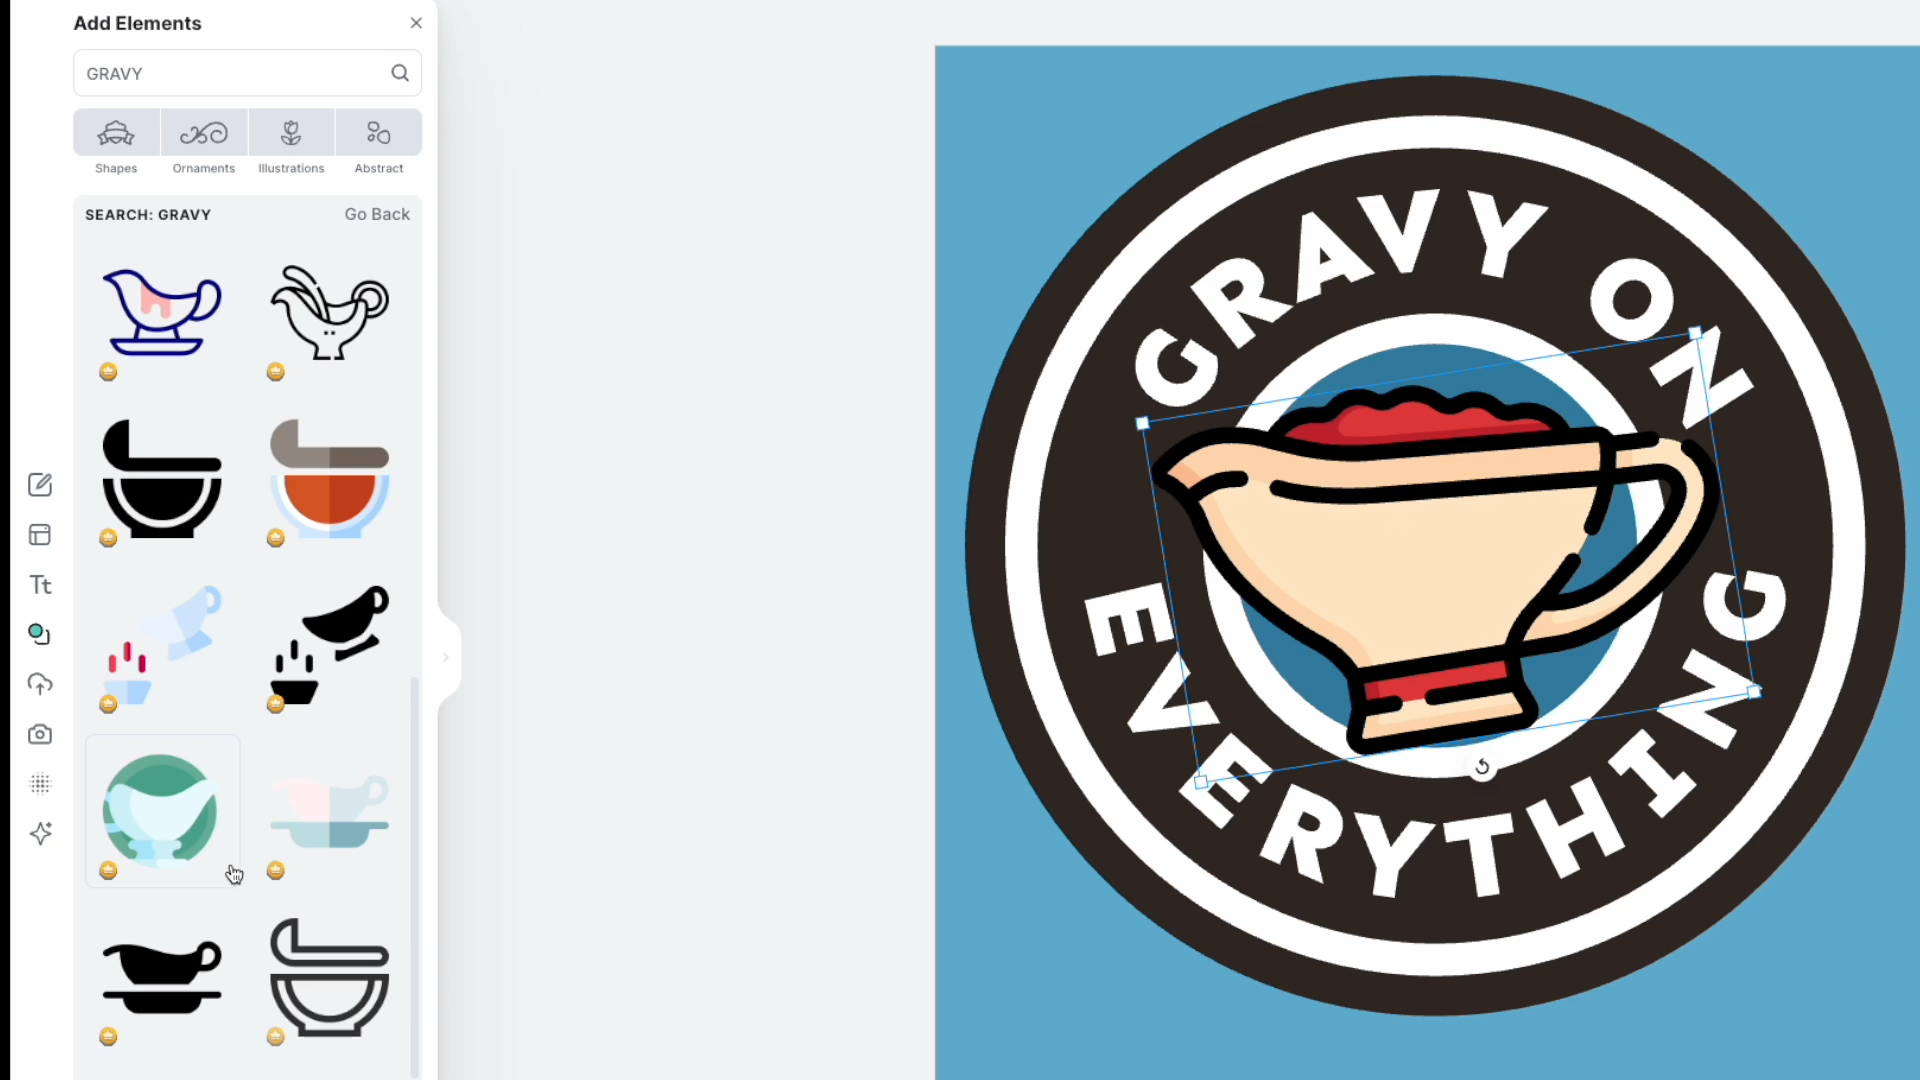 Add Elements
GRAVY
Shapes
Ornaments
Illustrations
Abstract
SEARCH: GRAVY
Go Back
Tt
GRAVY ON
EVERYTHING